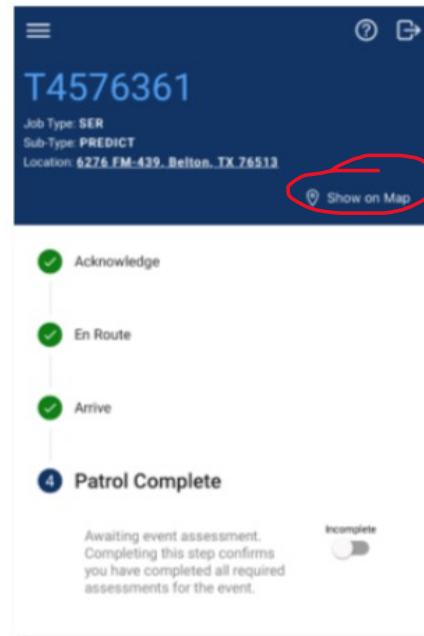 T4576361
Job Type: SER
Sub-Type: PREDICT
Location: 6276 FM-439, Belton, TX 76513
Show on Map
Acknowledge
En Route
Arrive
4 Patrol Complete
Incomplete
Awaiting event assessment.
Completing this step confirms
you have completed all required
assessments for the event.